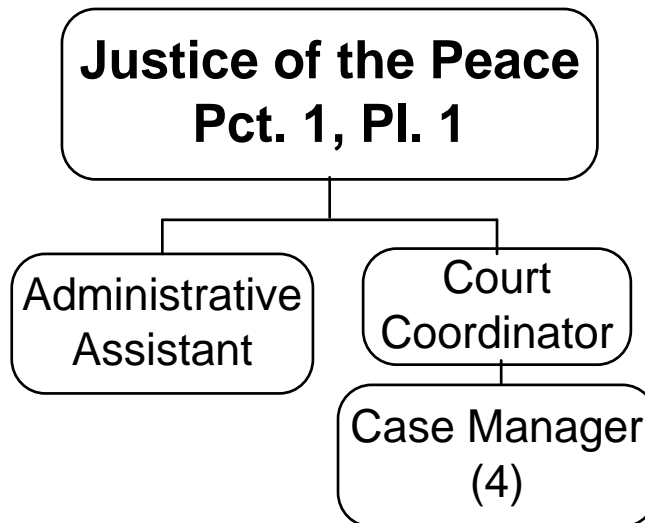 Justice of the Peace
Pct. 1, Pl. 1
Administrative
Assistant
Court
Coordinator
Case Manager
(4)